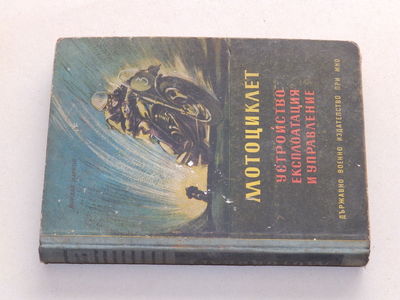 МОТОЦИКЛЕТ
УСТРОЙСТВО
ЕКСПЛОАТАЦИЯ
И УПРАВЛЕНИЕ
ДЪРЖАВНО ВОЕННО ИЗДАТЕЛСТВО ПРИ МНО